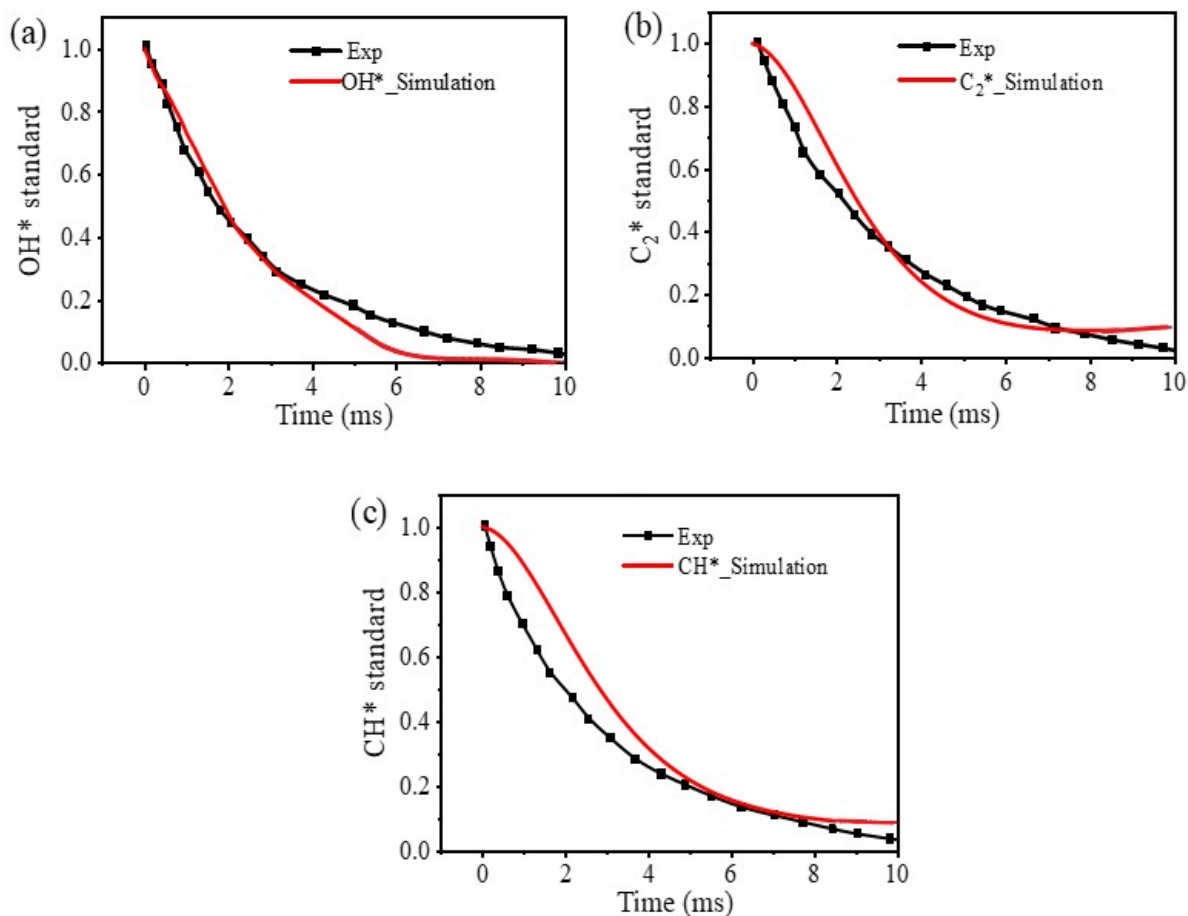 (a)
Exp
OH*_Simulation
OH* standard
1.0
0.8
0.6
0.4
0.2
0.0
0
2
4
6
8
10
Time (ms)
(b)
Exp
C₂*_Simulation
C₂* standard
1.0
0.8
0.6
0.4
0.2
0.0
0
2
4
6
8
10
Time (ms)
(c)
Exp
CH*_Simulation
CH* standard
1.0
0.8
0.6
0.4
0.2
0.0
0
2
4
6
8
10
Time (ms)